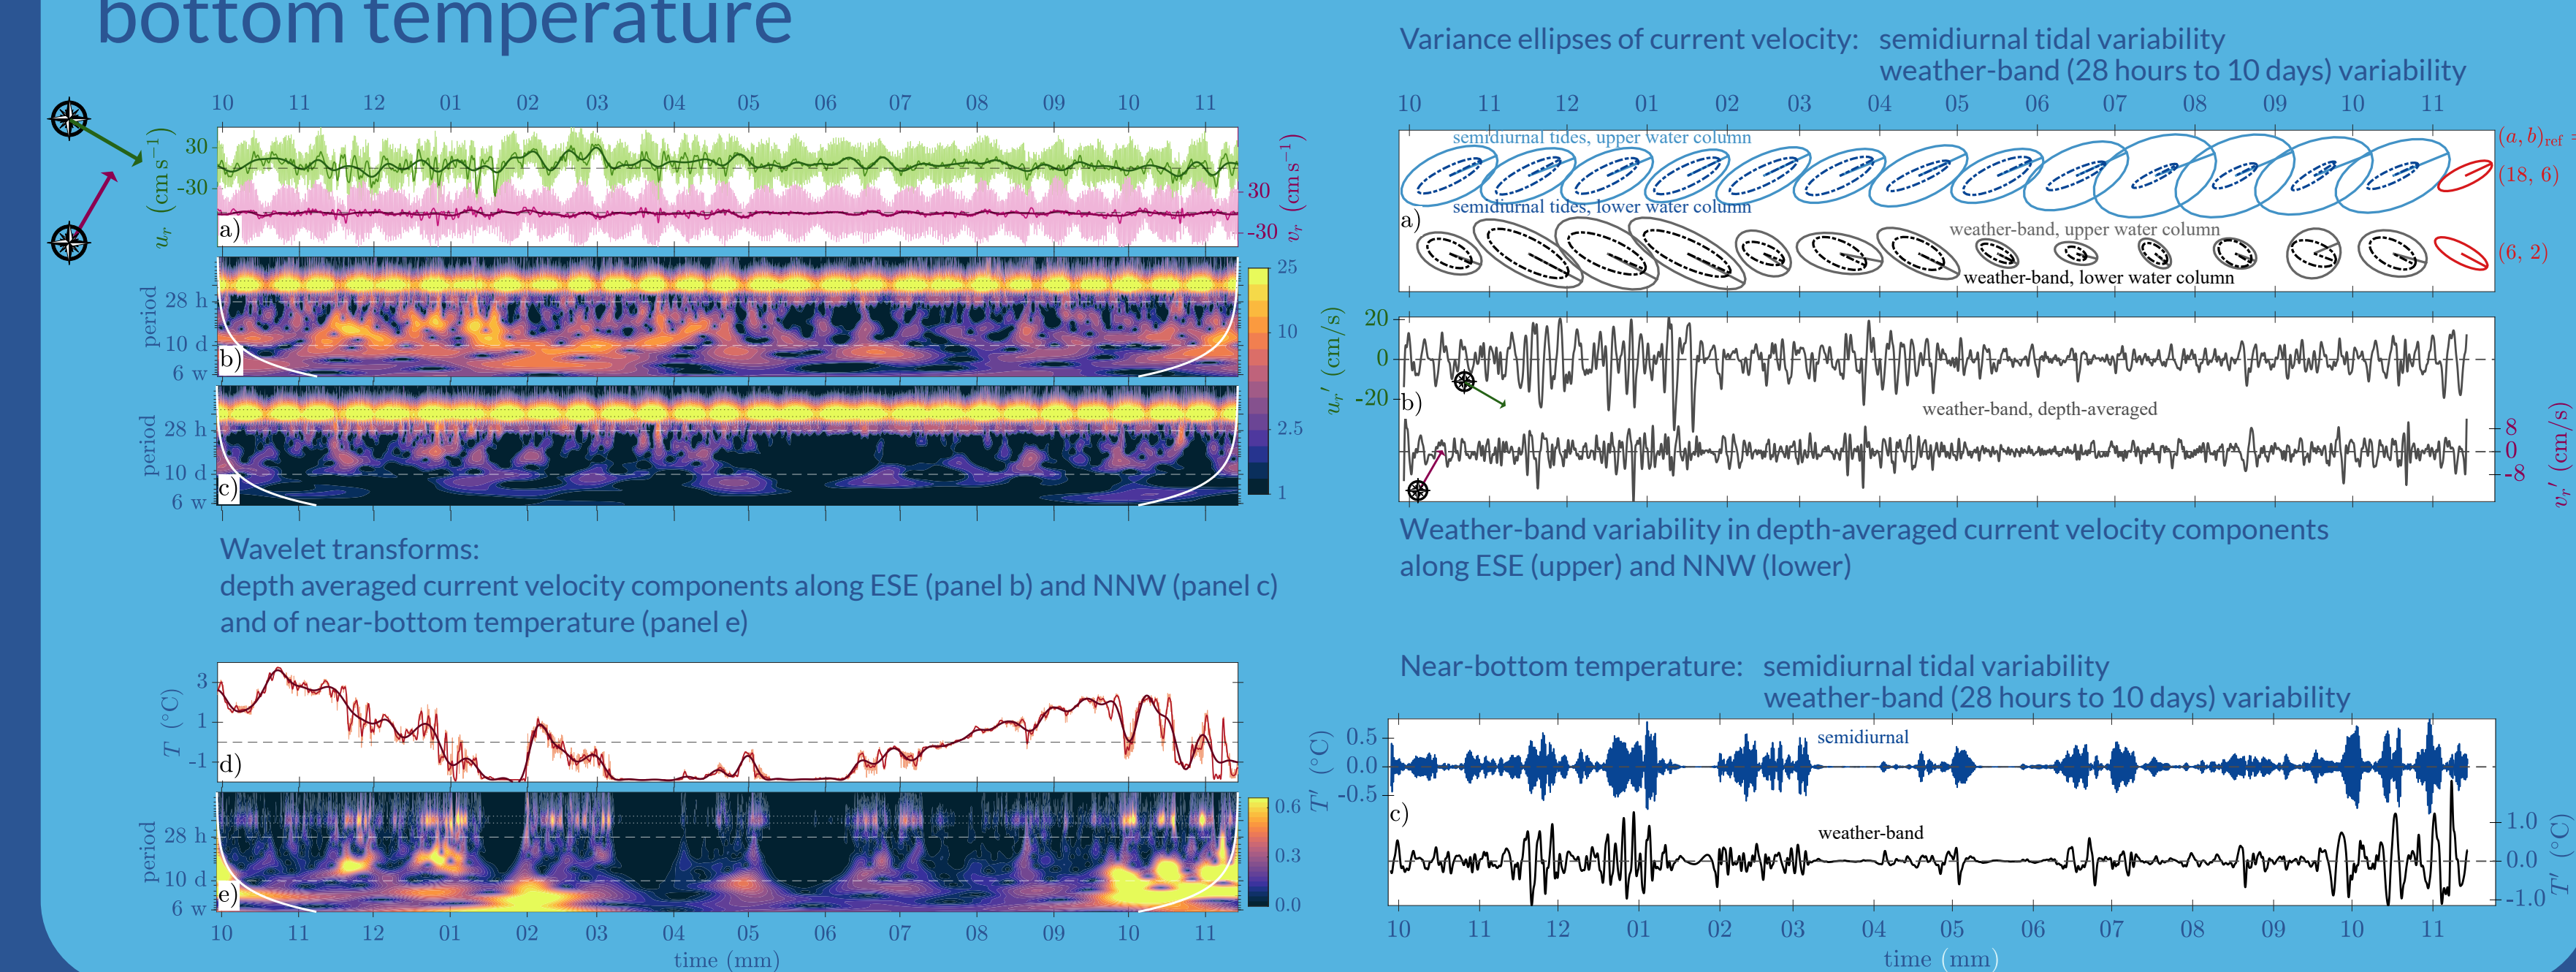 bottom temperature
10 11 12 01 02 03 04 05 06 07 08 09 10 11
u_r (cm s⁻¹)
30
-30
30
-30
v_r (cm s⁻¹)
a)
period
28 h
10 d
6 w
b)
period
28 h
10 d
6 w
c)
25
10
2.5
1
Wavelet transforms:
depth averaged current velocity components along ESE (panel b) and NNW (panel c)
and of near-bottom temperature (panel e)
T (°C)
3
1
-1
d)
period
28 h
10 d
6 w
e)
0.6
0.3
0.0
10 11 12 01 02 03 04 05 06 07 08 09 10 11
time (mm)
Variance ellipses of current velocity: semidiurnal tidal variability
weather-band (28 hours to 10 days) variability
10 11 12 01 02 03 04 05 06 07 08 09 10 11
semidiurnal tides, upper water column
(a, b)ref =
(18, 6)
semidiurnal tides, lower water column
a)
weather-band, upper water column
(6, 2)
weather-band, lower water column
u_r′ (cm/s)
20
0
-20
b)
weather-band, depth-averaged
8
0
-8
v_r′ (cm/s)
Weather-band variability in depth-averaged current velocity components
along ESE (upper) and NNW (lower)
Near-bottom temperature: semidiurnal tidal variability
weather-band (28 hours to 10 days) variability
T′ (°C)
0.5
0.0
-0.5
semidiurnal
c)
weather-band
1.0
0.0
-1.0
T′ (°C)
10 11 12 01 02 03 04 05 06 07 08 09 10 11
time (mm)